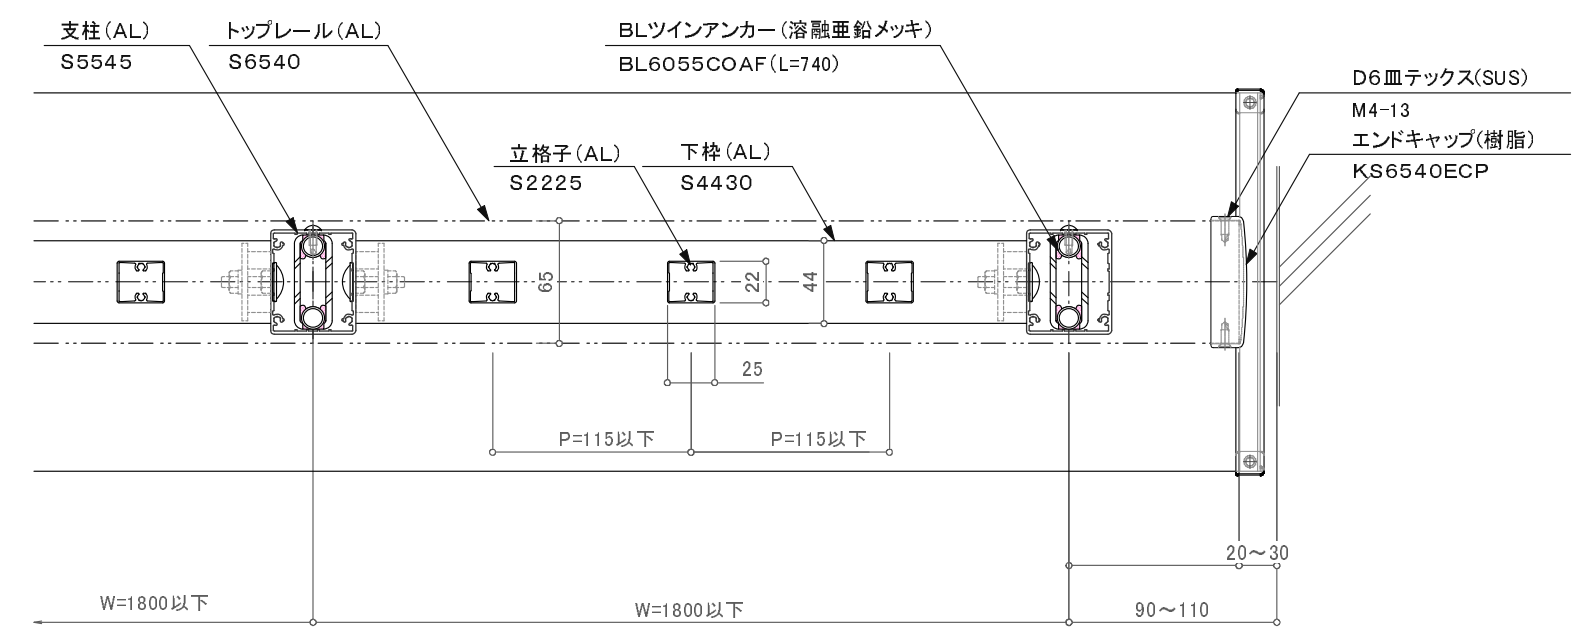 支柱(AL)
S5545
トップレール(AL)
S6540
BLツインアンカー(溶融亜鉛メッキ)
BL6055COAF(L=740)
D6皿テックス(SUS)
M4-13
エンドキャップ(樹脂)
KS6540ECP
立格子(AL)
S2225
下枠(AL)
S4430
65
22
44
25
P=115以下
P=115以下
20～30
W=1800以下
W=1800以下
90～110